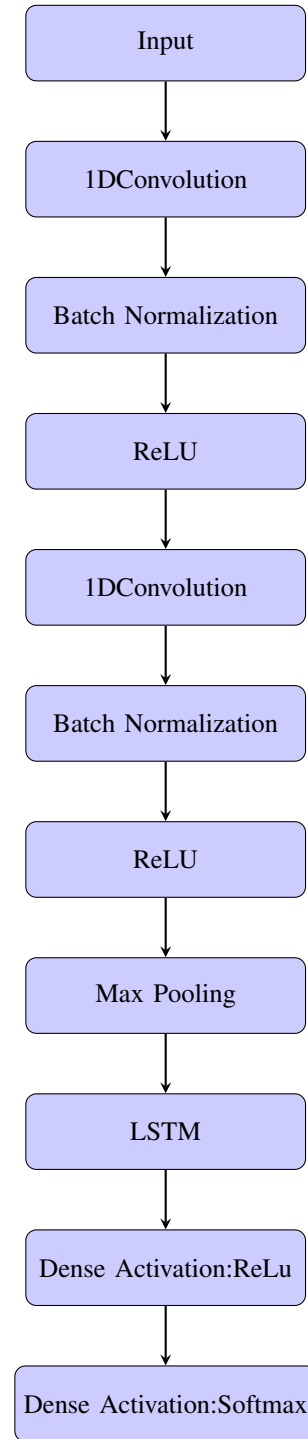 Input
1DConvolution
Batch Normalization
ReLU
1DConvolution
Batch Normalization
ReLU
Max Pooling
LSTM
Dense Activation:ReLu
Dense Activation:Softmax